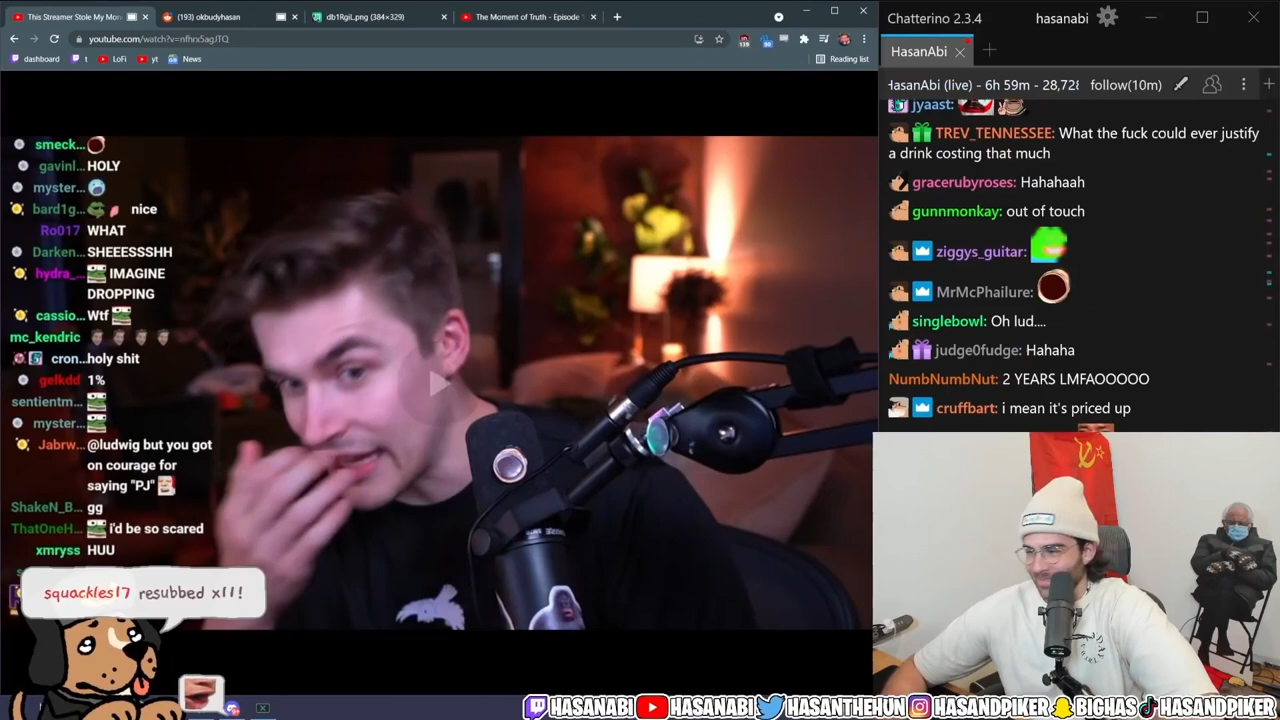 This Streamer Stole My Mon
(193) okbudyhasan
db1RgiL.png (384×329)
The Moment of Truth - Episode
youtube.com/watch?v=nfhrx5agJTQ
dashboard
t
LoFi
yt
News
Reading list
smeck...
gavinl... HOLY
myster...
bard1g... nice
Ro017 WHAT
Darken... SHEEESSSHH
hydra_... IMAGINE
DROPPING
cassio... Wtf
mc_kendric
cron... holy shit
gelkdd 1%
sentientm...
myster...
Jabrw... @ludwig but you got
on courage for
saying "PJ"
ShakeN_B... gg
ThatOneH... i'd be so scared
xmryss HUU
squackles17 resubbed x11!
Chatterino 2.3.4
hasanabi
HasanAbi
HasanAbi (live) - 6h 59m - 28,728
follow(10m)
jyaast:
TREV_TENNESSEE: What the fuck could ever justify
a drink costing that much
gracerubyroses: Hahahaah
gunnmonkay: out of touch
ziggys_guitar:
MrMcPhailure:
singlebowl: Oh lud....
judge0fudge: Hahaha
NumbNumbNut: 2 YEARS LMFAOOOOO
cruffbart: i mean it's priced up
HASANABI
HASANABI
HASANTHEHUN
HASANDPIKER
BIGHAS
HASANDPIKER